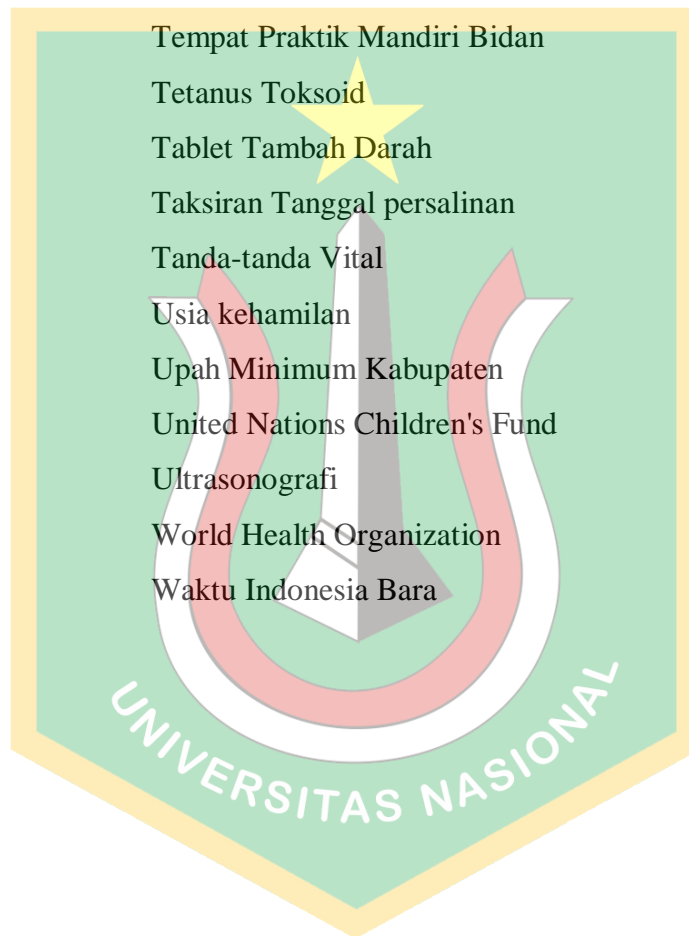 Tempat Praktik Mandiri Bidan
Tetanus Toksoid
Tablet Tambah Darah
Taksiran Tanggal persalinan
Tanda-tanda Vital
Usia kehamilan
Upah Minimum Kabupaten
United Nations Children's Fund
Ultrasonografi
World Health Organization
Waktu Indonesia Bara
UNIVERSITAS NASIONAL